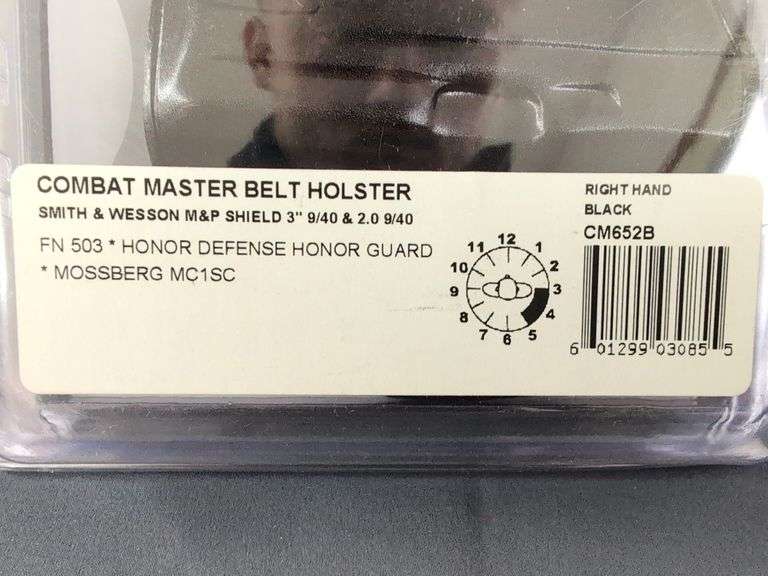 COMBAT MASTER BELT HOLSTER
SMITH & WESSON M&P SHIELD 3" 9/40 & 2.0 9/40
FN 503 * HONOR DEFENSE HONOR GUARD
* MOSSBERG MC1SC
12
1
2
3
4
5
6
7
8
9
10
11
RIGHT HAND
BLACK
CM652B
6 01299 03085 5